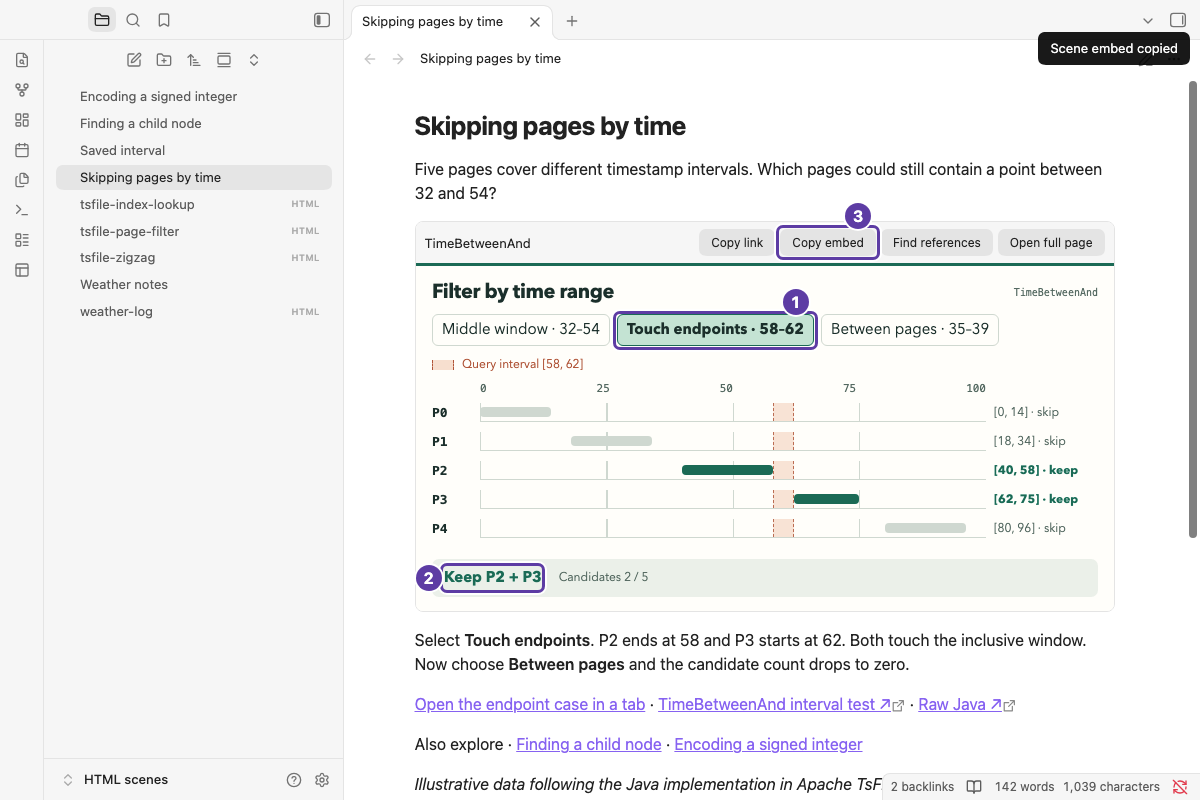 Skipping pages by time
Scene embed copied
Skipping pages by time
Encoding a signed integer
Finding a child node
Saved interval
Skipping pages by time
tsfile-index-lookup HTML
tsfile-page-filter HTML
tsfile-zigzag HTML
Weather notes
weather-log HTML
HTML scenes
Skipping pages by time
Five pages cover different timestamp intervals. Which pages could still contain a point between
32 and 54?
3
TimeBetweenAnd Copy link Copy embed Find references Open full page
Filter by time range TimeBetweenAnd
1
Middle window · 32–54 Touch endpoints · 58–62 Between pages · 35–39
Query interval [58, 62]
0 25 50 75 100
P0 [0, 14] · skip
P1 [18, 34] · skip
P2 [40, 58] · keep
P3 [62, 75] · keep
P4 [80, 96] · skip
2 Keep P2 + P3 Candidates 2 / 5
Select Touch endpoints. P2 ends at 58 and P3 starts at 62. Both touch the inclusive window.
Now choose Between pages and the candidate count drops to zero.
Open the endpoint case in a tab · TimeBetweenAnd interval test ↗ · Raw Java ↗
Also explore · Finding a child node · Encoding a signed integer
Illustrative data following the Java implementation in Apache TsF
2 backlinks 142 words 1,039 characters